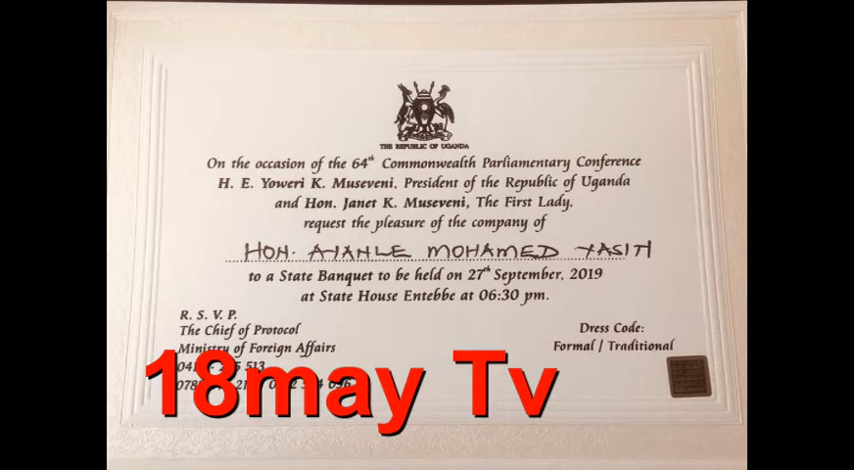 THE REPUBLIC OF UGANDA
On the occasion of the 64th Commonwealth Parliamentary Conference
H. E. Yoweri K. Museveni, President of the Republic of Uganda
and Hon. Janet K. Museveni, The First Lady,
request the pleasure of the company of
HON. AYANLE MOHAMED YASIN
to a State Banquet to be held on 27th September, 2019
at State House Entebbe at 06:30 pm.
R. S. V. P.
The Chief of Protocol
Ministry of Foreign Affairs
Dress Code:
Formal / Traditional
18may Tv